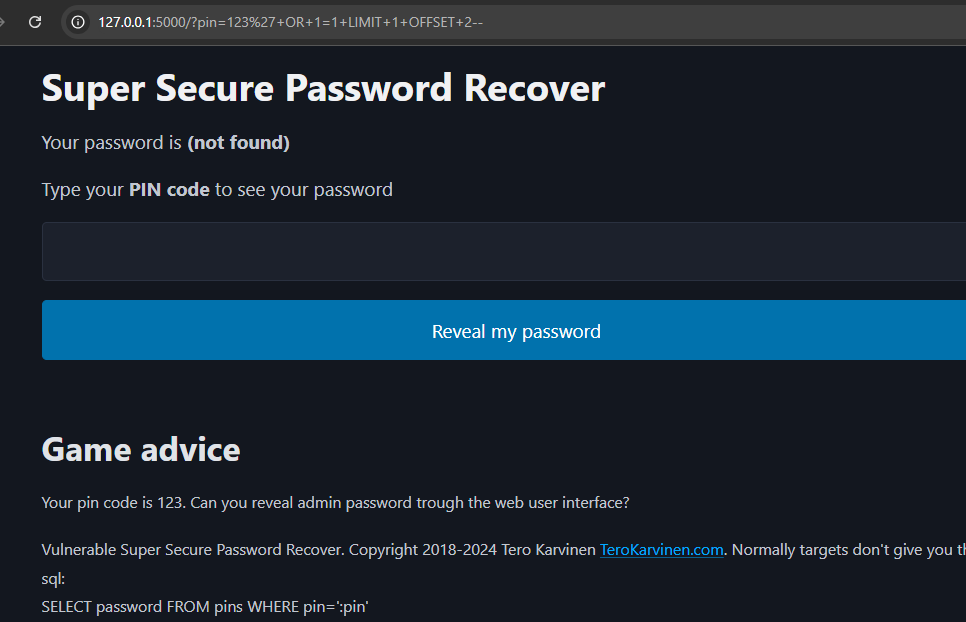 127.0.0.1:5000/?pin=123%27+OR+1=1+LIMIT+1+OFFSET+2--
Super Secure Password Recover
Your password is (not found)
Type your PIN code to see your password
Reveal my password
Game advice
Your pin code is 123. Can you reveal admin password trough the web user interface?
Vulnerable Super Secure Password Recover. Copyright 2018-2024 Tero Karvinen TeroKarvinen.com. Normally targets don't give you th
sql:
SELECT password FROM pins WHERE pin=':pin'